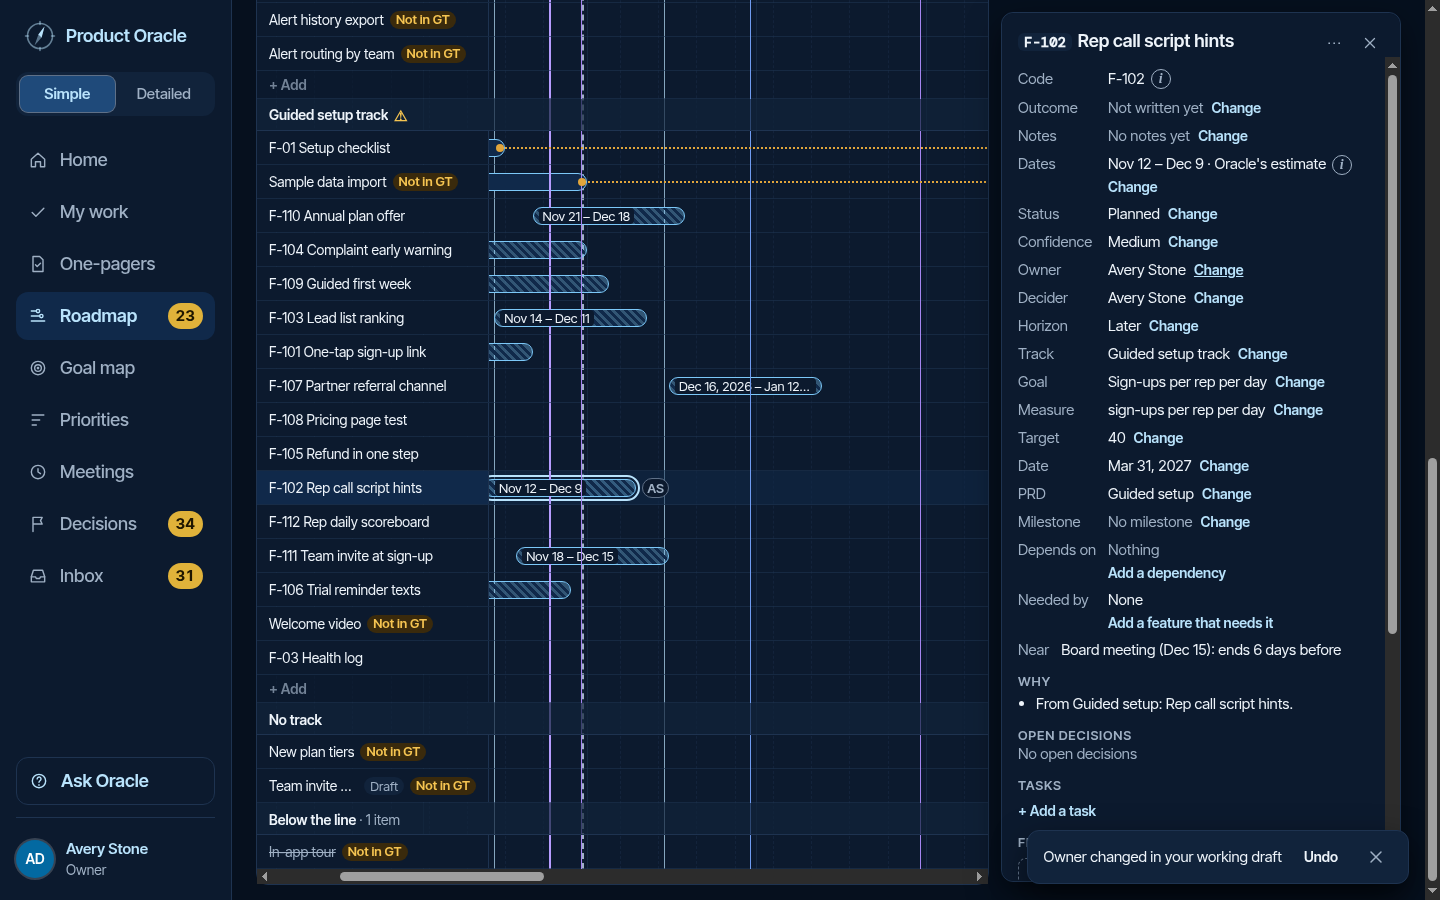 Product Oracle
Simple
Detailed
Home
My work
One-pagers
Roadmap 23
Goal map
Priorities
Meetings
Decisions 34
Inbox 31
Ask Oracle
AD
Avery Stone
Owner
Alert history export Not in GT
Alert routing by team Not in GT
+ Add
Guided setup track
F-01 Setup checklist
Sample data import Not in GT
F-110 Annual plan offer
Nov 21 – Dec 18
F-104 Complaint early warning
F-109 Guided first week
F-103 Lead list ranking
Nov 14 – Dec 11
F-101 One-tap sign-up link
F-107 Partner referral channel
Dec 16, 2026 – Jan 12...
F-108 Pricing page test
F-105 Refund in one step
F-102 Rep call script hints
Nov 12 – Dec 9
AS
F-112 Rep daily scoreboard
F-111 Team invite at sign-up
Nov 18 – Dec 15
F-106 Trial reminder texts
Welcome video Not in GT
F-03 Health log
+ Add
No track
New plan tiers Not in GT
Team invite ... Draft Not in GT
Below the line · 1 item
In-app tour Not in GT
F-102 Rep call script hints
Code F-102 i
Outcome Not written yet Change
Notes No notes yet Change
Dates Nov 12 – Dec 9 · Oracle's estimate i
Change
Status Planned Change
Confidence Medium Change
Owner Avery Stone Change
Decider Avery Stone Change
Horizon Later Change
Track Guided setup track Change
Goal Sign-ups per rep per day Change
Measure sign-ups per rep per day Change
Target 40 Change
Date Mar 31, 2027 Change
PRD Guided setup Change
Milestone No milestone Change
Depends on Nothing
Add a dependency
Needed by None
Add a feature that needs it
Near Board meeting (Dec 15): ends 6 days before
WHY
• From Guided setup: Rep call script hints.
OPEN DECISIONS
No open decisions
TASKS
+ Add a task
Owner changed in your working draft Undo